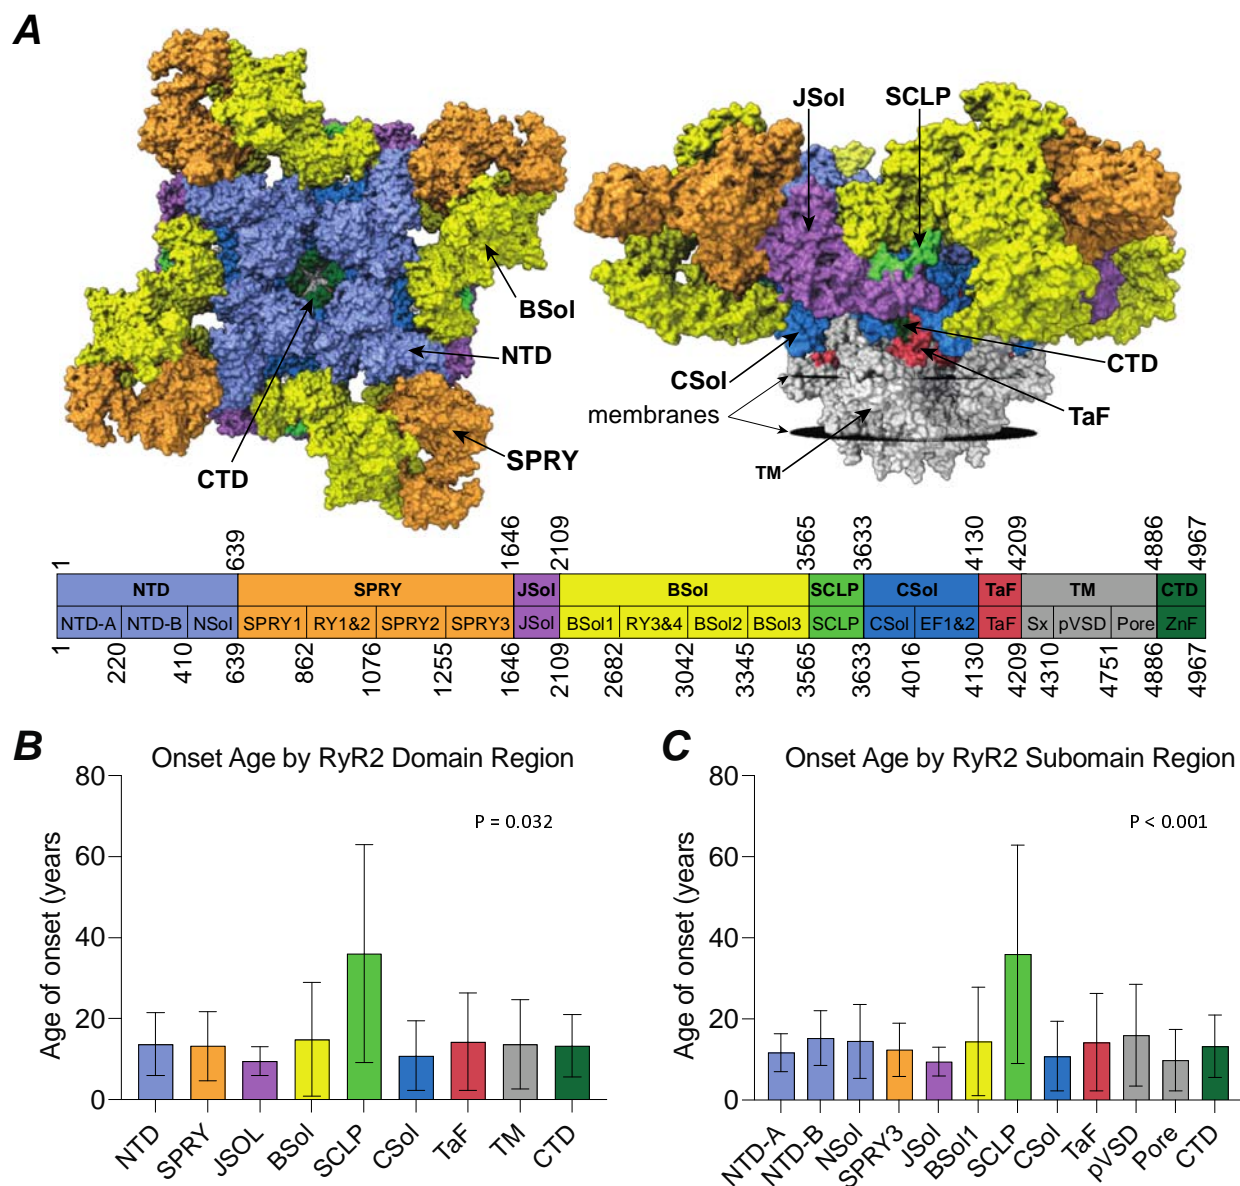 A
JSol
SCLP
BSol
NTD
CTD
SPRY
CSol
membranes
TM
CTD
TaF
1 639 1646 2109 3565 3633 4130 4209 4886 4967
NTD SPRY JSol BSol SCLP CSol TaF TM CTD
NTD-A NTD-B NSol SPRY1 RY1&2 SPRY2 SPRY3 JSol BSol1 RY3&4 BSol2 BSol3 SCLP CSol EF1&2 TaF Sx pVSD Pore ZnF
1 220 410 639 862 1076 1255 1646 2109 2682 3042 3345 3565 3633 4016 4130 4209 4310 4751 4886 4967
B
Onset Age by RyR2 Domain Region
P = 0.032
Age of onset (years)
80
60
40
20
0
NTD SPRY JSOL BSol SCLP CSol TaF TM CTD
C
Onset Age by RyR2 Subomain Region
P < 0.001
Age of onset (years)
80
60
40
20
0
NTD-A NTD-B NSol SPRY3 JSol BSol1 SCLP CSol TaF pVSD Pore CTD